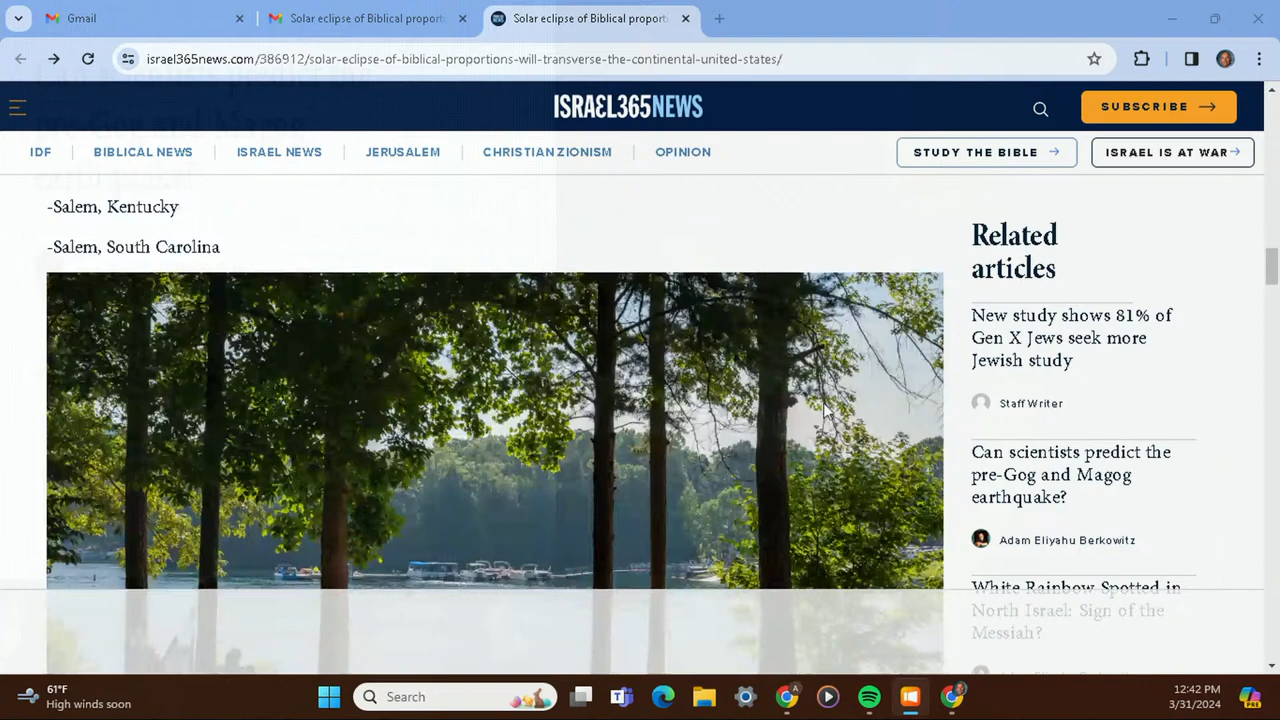 Gmail
Solar eclipse of Biblical proport
Solar eclipse of Biblical proport
israel365news.com/386912/solar-eclipse-of-biblical-proportions-will-transverse-the-continental-united-states/
ISRAEL365NEWS
SUBSCRIBE
IDF
BIBLICAL NEWS
ISRAEL NEWS
JERUSALEM
CHRISTIAN ZIONISM
OPINION
STUDY THE BIBLE
ISRAEL IS AT WAR
-Salem, Kentucky
-Salem, South Carolina
Related
articles
New study shows 81% of
Gen X Jews seek more
Jewish study
Staff Writer
Can scientists predict the
pre-Gog and Magog
earthquake?
Adam Eliyahu Berkowitz
White Rainbow Spotted in
North Israel: Sign of the
Messiah?
61°F
High winds soon
Search
12:42 PM
3/31/2024